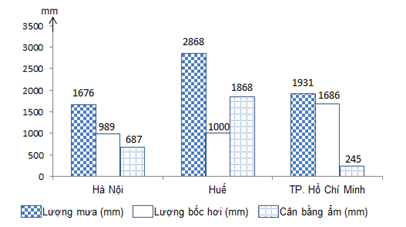 mm
3500
3000
2500
2000
1500
1000
500
0
1676
989
687
2868
1000
1868
1931
1686
245
Hà Nội
Huế
TP. Hồ Chí Minh
Lượng mưa (mm)
Lượng bốc hơi (mm)
Cân bằng ẩm (mm)